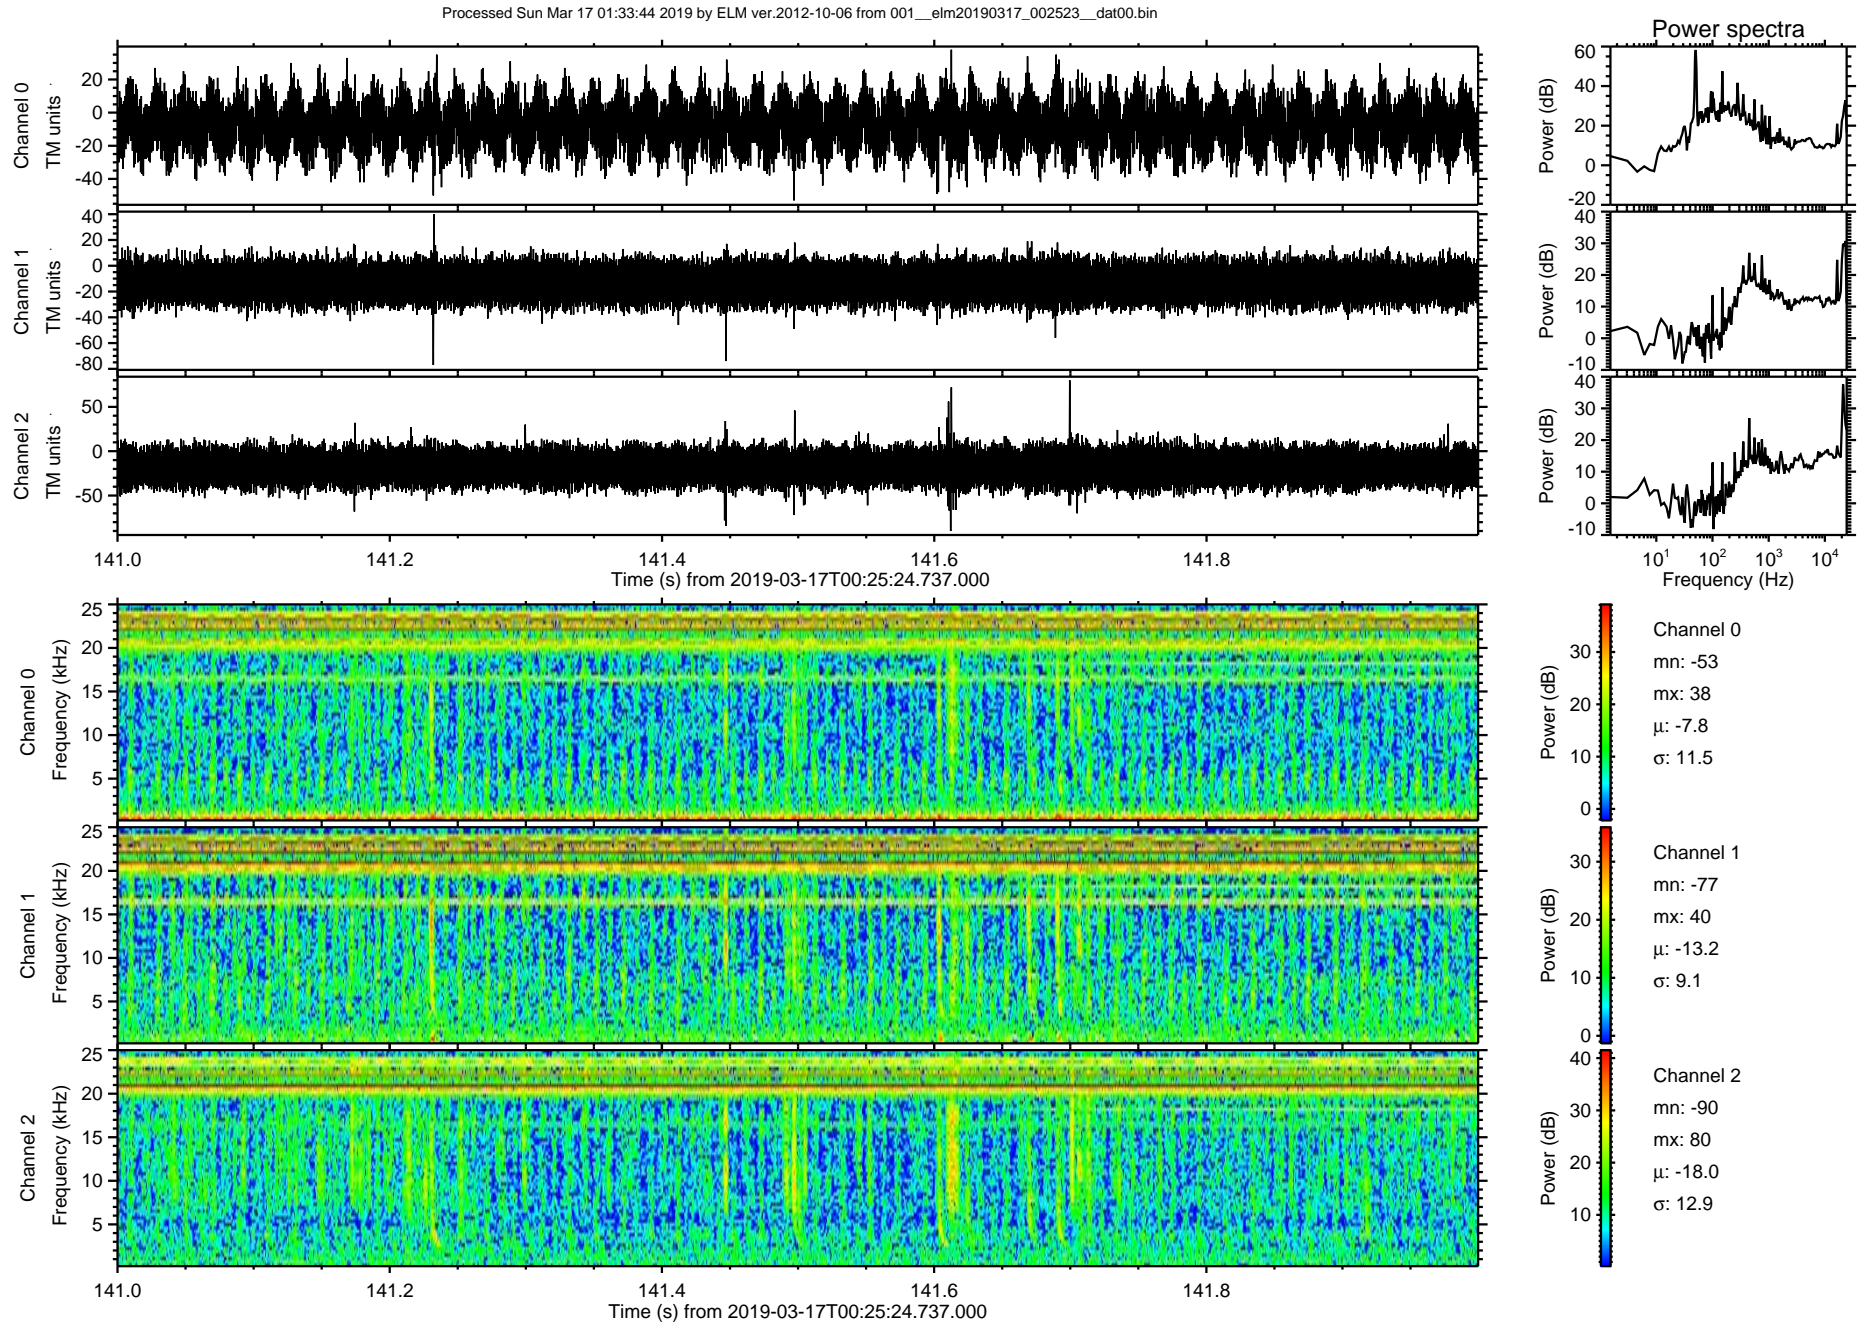 Processed Sun Mar 17 01:33:44 2019 by ELM ver.2012-10-06 from 001__elm20190317_002523__dat00.bin
Power spectra
Channel 0
TM units
20
0
-20
-40
Power (dB)
60
40
20
0
-20
Channel 1
TM units
40
20
0
-20
-40
-60
-80
Power (dB)
40
30
20
10
0
-10
Channel 2
TM units
50
0
-50
Power (dB)
40
30
20
10
0
-10
141.0 141.2 141.4 141.6 141.8
Time (s) from 2019-03-17T00:25:24.737.000
10^1 10^2 10^3 10^4
Frequency (Hz)
Channel 0
Frequency (kHz)
25
20
15
10
5
Power (dB)
30
20
10
0
Channel 0
mn: -53
mx: 38
μ: -7.8
σ: 11.5
Channel 1
Frequency (kHz)
25
20
15
10
5
Power (dB)
30
20
10
0
Channel 1
mn: -77
mx: 40
μ: -13.2
σ: 9.1
Channel 2
Frequency (kHz)
25
20
15
10
5
Power (dB)
40
30
20
10
Channel 2
mn: -90
mx: 80
μ: -18.0
σ: 12.9
141.0 141.2 141.4 141.6 141.8
Time (s) from 2019-03-17T00:25:24.737.000